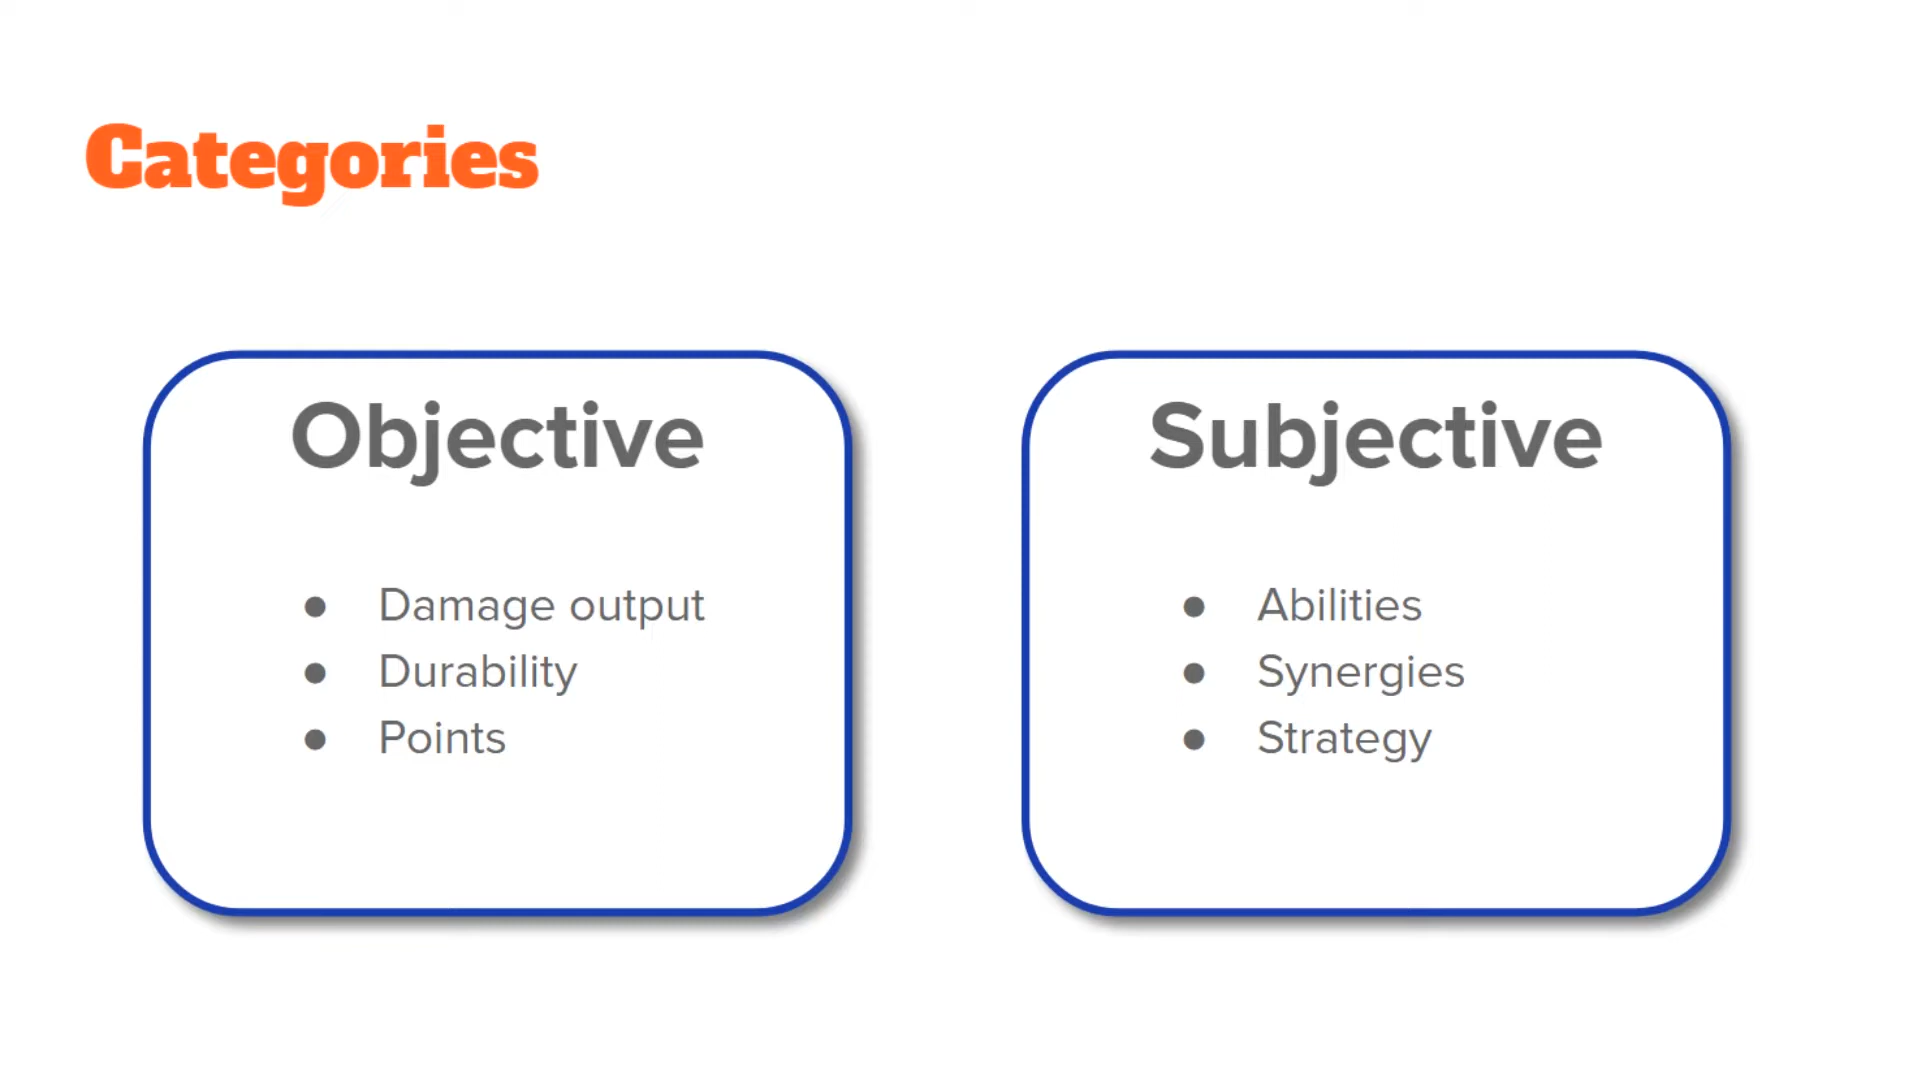 Categories
Objective
● Damage output
● Durability
● Points
Subjective
● Abilities
● Synergies
● Strategy